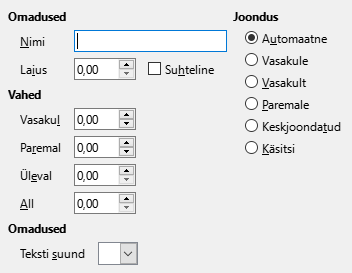 Omadused
Nimi
Laius 0,00 Suhteline
Vahed
Vasakul 0,00
Paremal 0,00
Üleval 0,00
All 0,00
Omadused
Teksti suund
Joondus
Automaatne
Vasakule
Vasakult
Paremale
Keskjoondatud
Käsitsi